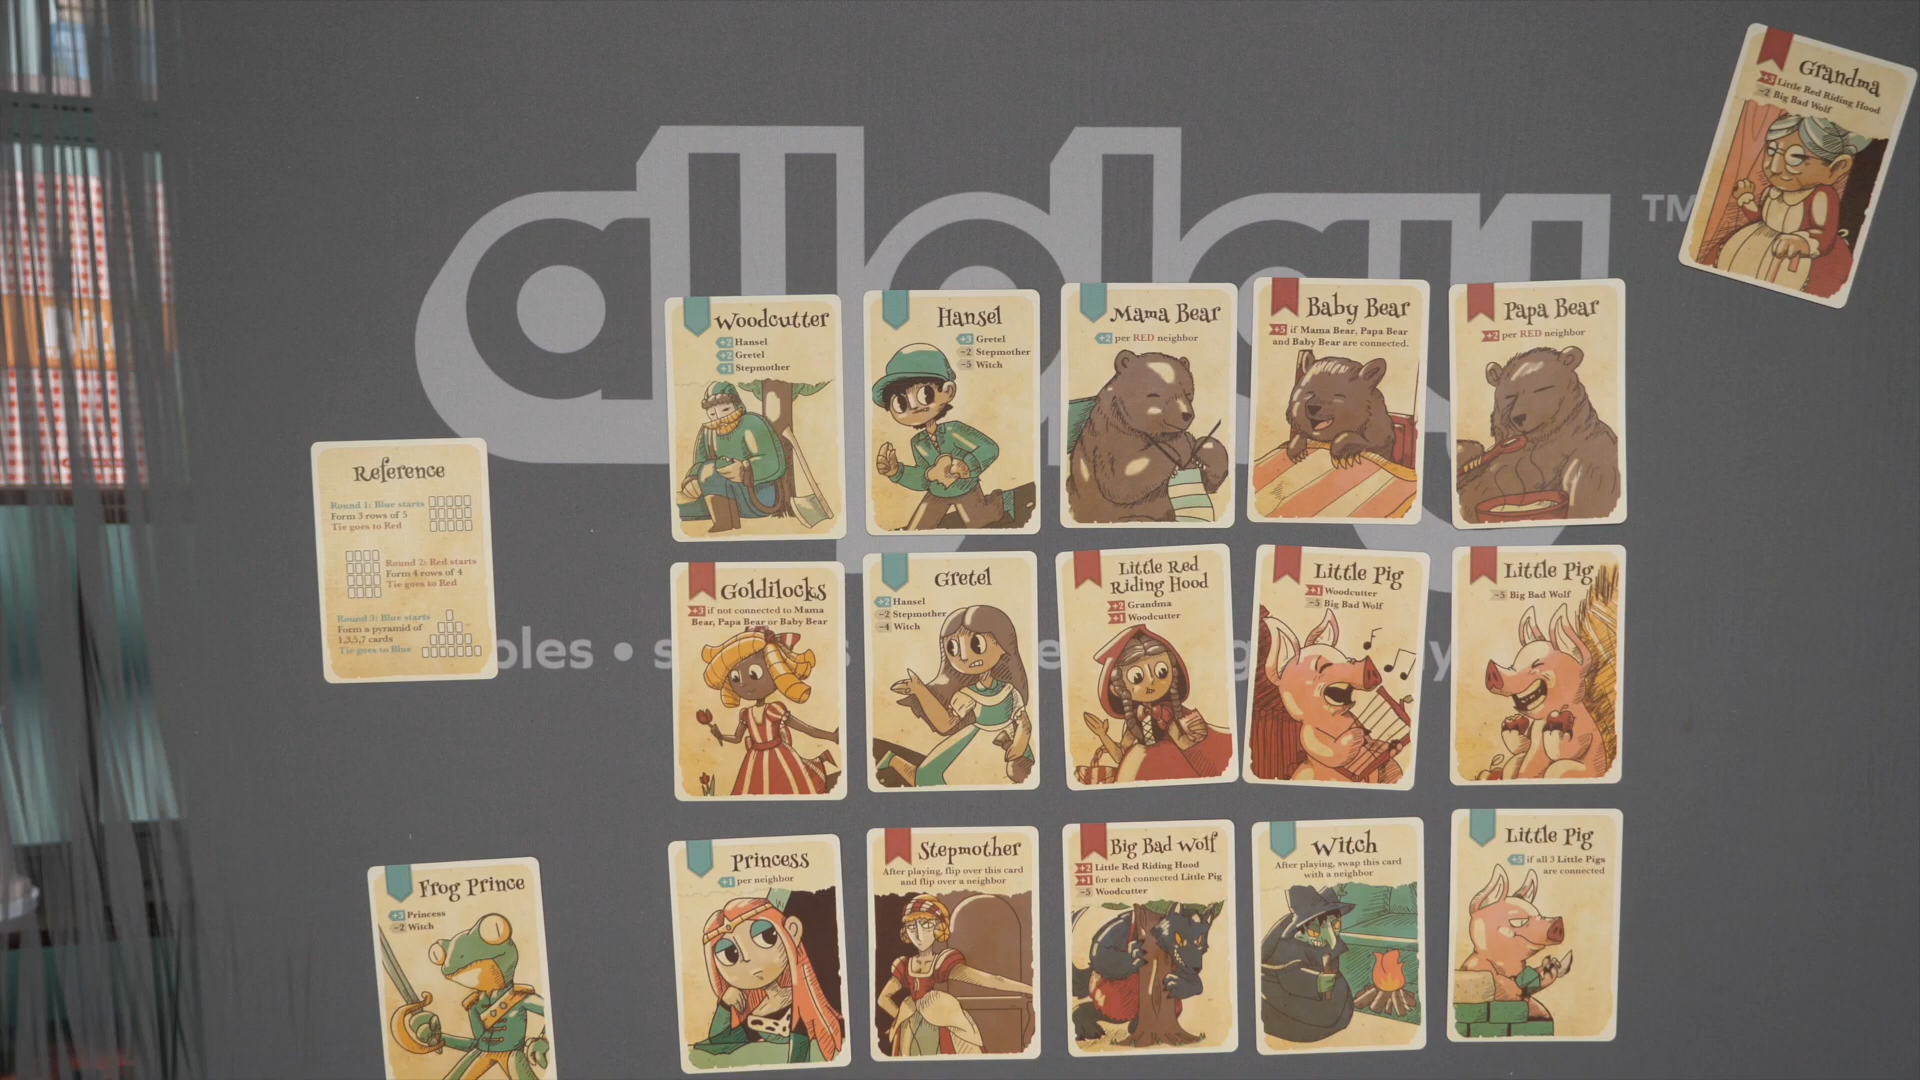 allplay
TM
Grandma
+3 Little Red Riding Hood
-2 Big Bad Wolf
Woodcutter
+2 Hansel
+2 Gretel
+1 Stepmother
Hansel
+3 Gretel
-2 Stepmother
-5 Witch
Mama Bear
+2 per RED neighbor
Baby Bear
+5 if Mama Bear, Papa Bear
and Baby Bear are connected.
Papa Bear
+2 per RED neighbor
Reference
Round 1: Blue starts
Form 3 rows of 5
Tie goes to Red
Round 2: Red starts
Form 4 rows of 4
Tie goes to Red
Round 3: Blue starts
Form a pyramid of
1,3,5,7 cards
Tie goes to Blue
Goldilocks
+3 if not connected to Mama
Bear, Papa Bear or Baby Bear
Gretel
+2 Hansel
-2 Stepmother
-4 Witch
Little Red
Riding Hood
+2 Grandma
+1 Woodcutter
Little Pig
+1 Woodcutter
-5 Big Bad Wolf
Little Pig
-5 Big Bad Wolf
Frog Prince
+3 Princess
-2 Witch
Princess
+1 per neighbor
Stepmother
After playing, flip over this card
and flip over a neighbor
Big Bad Wolf
+2 Little Red Riding Hood
+1 for each connected Little Pig
-5 Woodcutter
Witch
After playing, swap this card
with a neighbor
Little Pig
+5 if all 3 Little Pigs
are connected